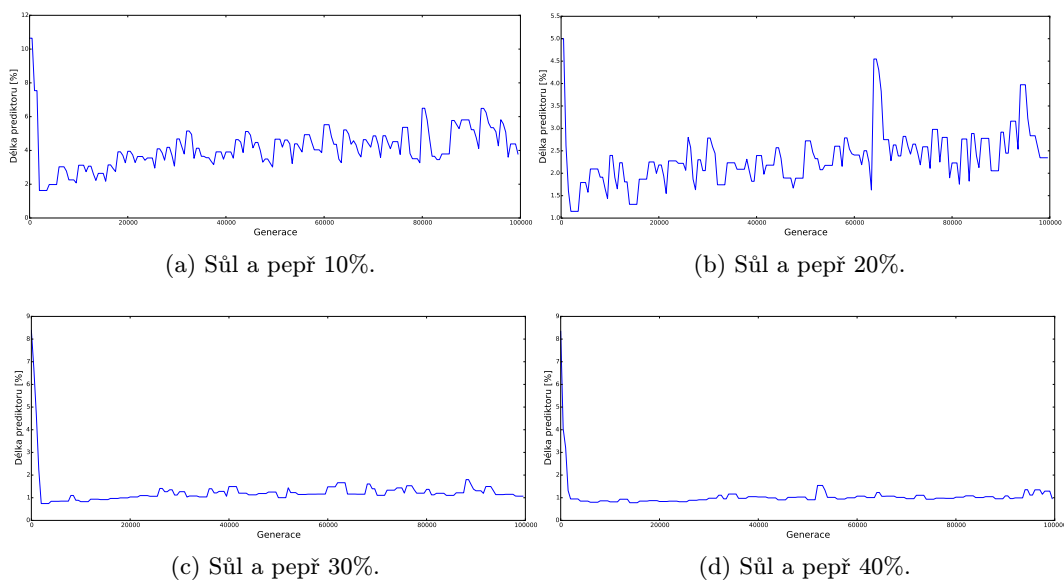 12
10
8
6
4
2
0
Délka prediktoru [%]
0 20000 40000 60000 80000 100000
Generace
(a) Sůl a pepř 10%.
5.5
5.0
4.5
4.0
3.5
3.0
2.5
2.0
1.5
1.0
Délka prediktoru [%]
0 20000 40000 60000 80000 100000
Generace
(b) Sůl a pepř 20%.
9
8
7
6
5
4
3
2
1
0
Délka prediktoru [%]
0 20000 40000 60000 80000 100000
Generace
(c) Sůl a pepř 30%.
9
8
7
6
5
4
3
2
1
0
Délka prediktoru [%]
0 20000 40000 60000 80000 100000
Generace
(d) Sůl a pepř 40%.